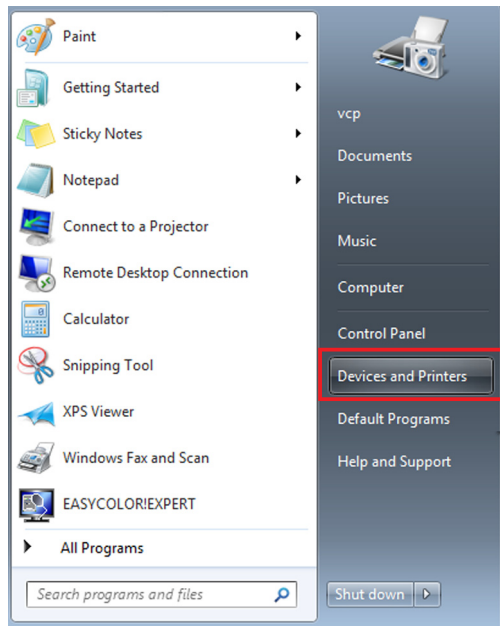 Paint
Getting Started
Sticky Notes
Notepad
Connect to a Projector
Remote Desktop Connection
Calculator
Snipping Tool
XPS Viewer
Windows Fax and Scan
EASYCOLOR!EXPERT
All Programs
Search programs and files
vcp
Documents
Pictures
Music
Computer
Control Panel
Devices and Printers
Default Programs
Help and Support
Shut down